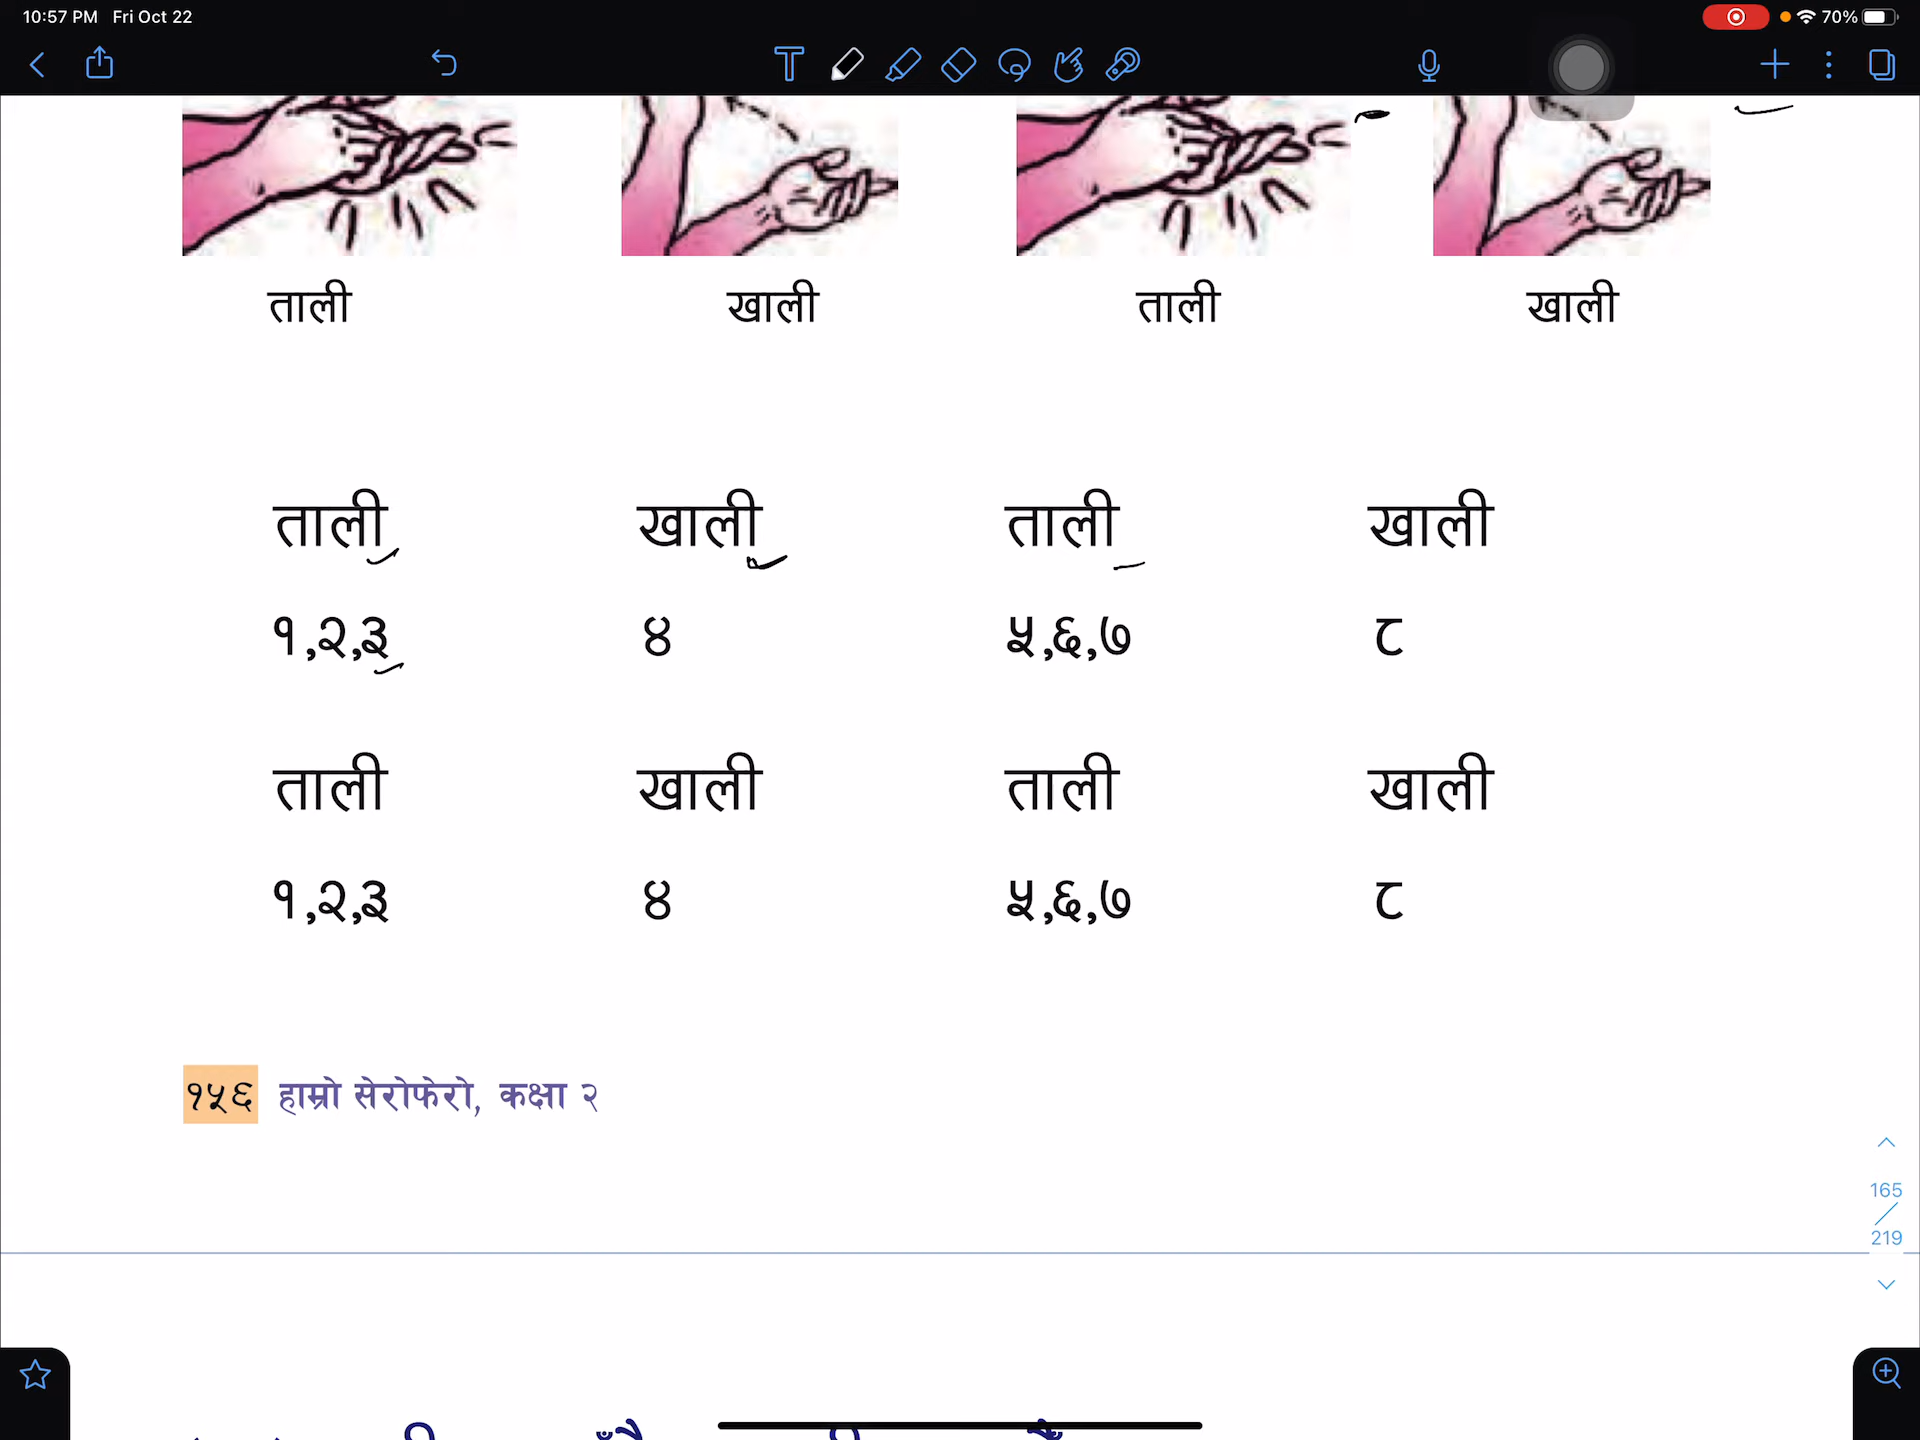 10:57 PM Fri Oct 22 70%
ताली खाली ताली खाली
ताली खाली ताली खाली
१,२,३ ४ ५,६,७ ८
ताली खाली ताली खाली
१,२,३ ४ ५,६,७ ८
१५६ हाम्रो सेरोफेरो, कक्षा २
165
219